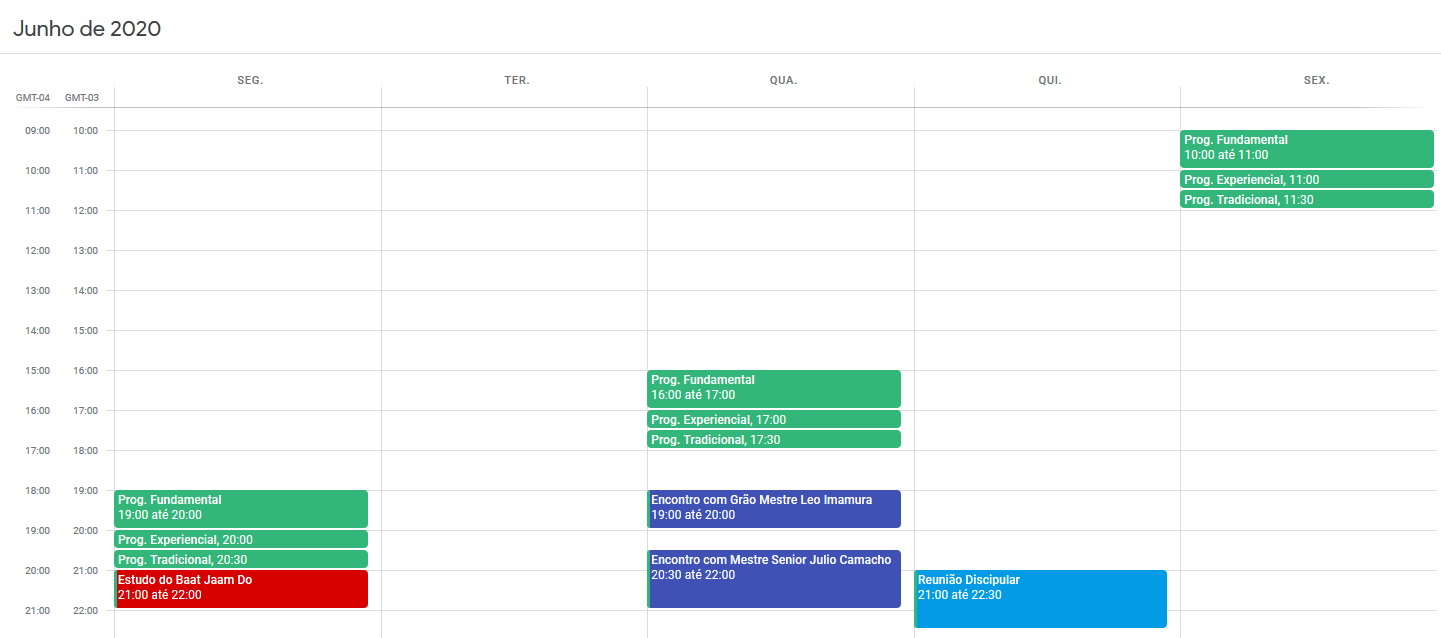 Junho de 2020
SEG.
TER.
QUA.
QUI.
SEX.
GMT-04 GMT-03
09:00 10:00
Prog. Fundamental
10:00 até 11:00
10:00 11:00
Prog. Experiencial, 11:00
Prog. Tradicional, 11:30
11:00 12:00
12:00 13:00
13:00 14:00
14:00 15:00
15:00 16:00
Prog. Fundamental
16:00 até 17:00
16:00 17:00
Prog. Experiencial, 17:00
Prog. Tradicional, 17:30
17:00 18:00
18:00 19:00
Prog. Fundamental
19:00 até 20:00
Encontro com Grão Mestre Leo Imamura
19:00 até 20:00
19:00 20:00
Prog. Experiencial, 20:00
Prog. Tradicional, 20:30
Encontro com Mestre Senior Julio Camacho
20:30 até 22:00
20:00 21:00
Estudo do Baat Jaam Do
21:00 até 22:00
Reunião Discipular
21:00 até 22:30
21:00 22:00